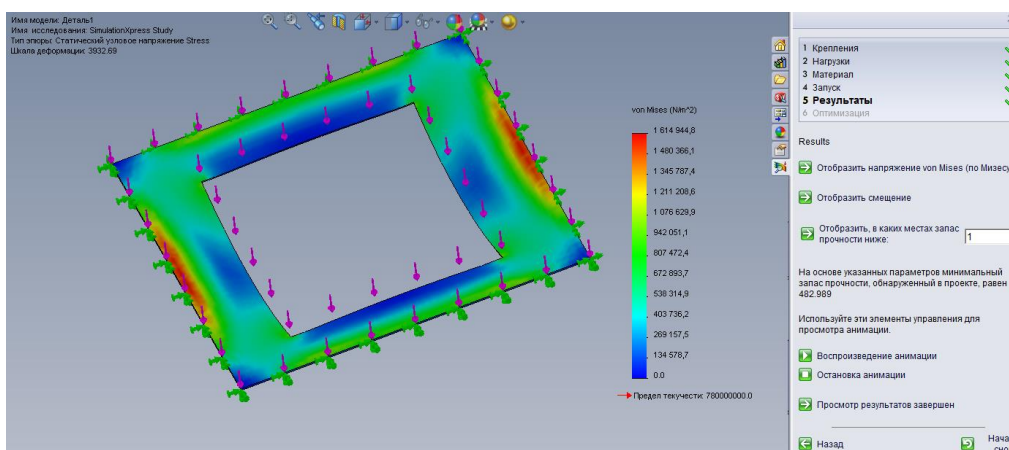 Имя модели: Деталь1
Имя исследования: SimulationXpress Study
Тип эпюры: Статический узловое напряжение Stress
Шкала деформации: 3932.69
von Mises (N/m^2)
1 614 944,8
1 480 366,1
1 345 787,4
1 211 208,6
1 076 629,9
942 051,1
807 472,4
672 893,7
538 314,9
403 736,2
269 157,5
134 578,7
0.0
Предел текучести: 780000000.0
1 Крепления
2 Нагрузки
3 Материал
4 Запуск
5 Результаты
6 Оптимизация
Results
Отобразить напряжение von Mises (по Мизесу
Отобразить смещение
Отобразить, в каких местах запас
прочности ниже:
1
На основе указанных параметров минимальный
запас прочности, обнаруженный в проекте, равен
482.989
Используйте эти элементы управления для
просмотра анимации.
Воспроизведение анимации
Остановка анимации
Просмотр результатов завершен
Назад